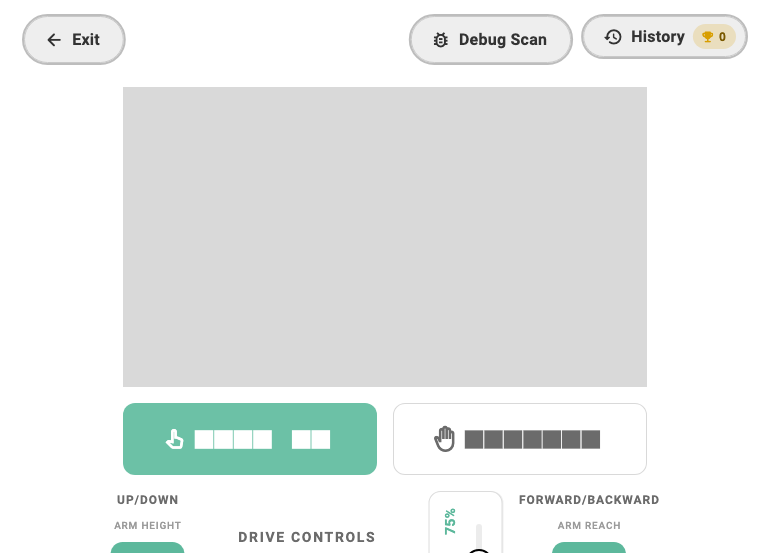 Exit
Debug Scan
History 0
UP/DOWN
ARM HEIGHT
DRIVE CONTROLS
75%
FORWARD/BACKWARD
ARM REACH